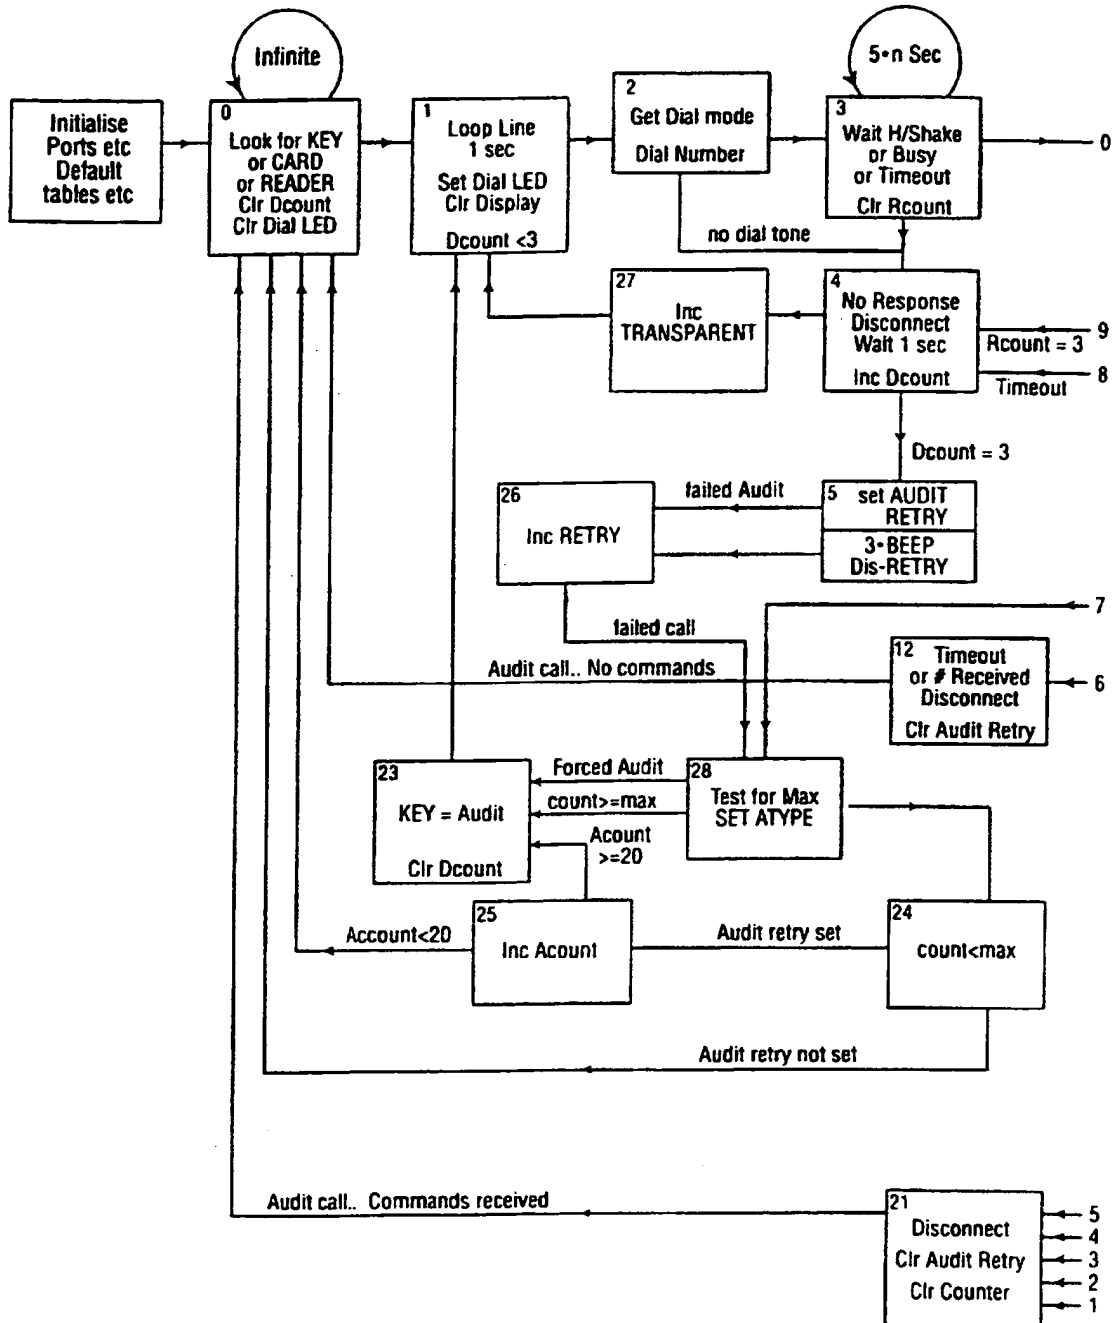 Infinite
5•n Sec
Initialise
Ports etc
Default
tables etc
0
Look for KEY
or CARD
or READER
Clr Dcount
Clr Dial LED
1
Loop Line
1 sec
Set Dial LED
Clr Display
Dcount <3
2
Get Dial mode
Dial Number
3
Wait H/Shake
or Busy
or Timeout
Clr Rcount
0
no dial tone
27
Inc
TRANSPARENT
4
No Response
Disconnect
Wait 1 sec
Inc Dcount
9
Rcount = 3
8
Timeout
Dcount = 3
26
Inc RETRY
failed Audit
5
set AUDIT
RETRY
3•BEEP
Dis-RETRY
7
failed call
Audit call.. No commands
12
Timeout
or # Received
Disconnect
Clr Audit Retry
6
23
KEY = Audit
Clr Dcount
Forced Audit
count>=max
Acount
>=20
28
Test for Max
SET ATYPE
25
Inc Acount
Account<20
Audit retry set
24
count<max
Audit retry not set
Audit call.. Commands received
21
Disconnect
Clr Audit Retry
Clr Counter
5
4
3
2
1